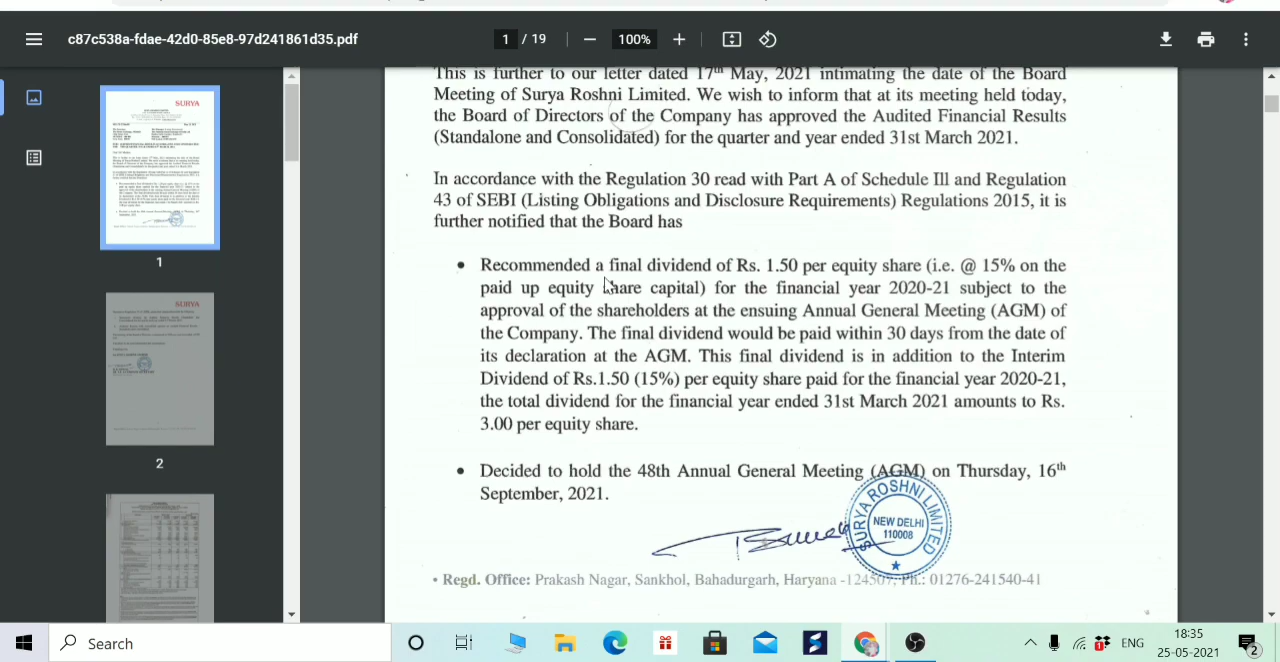 c87c538a-fdae-42d0-85e8-97d241861d35.pdf
1 / 19
100%
This is further to our letter dated 17th May, 2021 intimating the date of the Board
Meeting of Surya Roshni Limited. We wish to inform that at its meeting held today,
the Board of Directors of the Company has approved the Audited Financial Results
(Standalone and Consolidated) for the quarter and year ended 31st March 2021.
In accordance with the Regulation 30 read with Part A of Schedule Ill and Regulation
43 of SEBI (Listing Obligations and Disclosure Requirements) Regulations 2015, it is
further notified that the Board has
• Recommended a final dividend of Rs. 1.50 per equity share (i.e. @ 15% on the
paid up equity share capital) for the financial year 2020-21 subject to the
approval of the shareholders at the ensuing Annual General Meeting (AGM) of
the Company. The final dividend would be paid within 30 days from the date of
its declaration at the AGM. This final dividend is in addition to the Interim
Dividend of Rs.1.50 (15%) per equity share paid for the financial year 2020-21,
the total dividend for the financial year ended 31st March 2021 amounts to Rs.
3.00 per equity share.
• Decided to hold the 48th Annual General Meeting (AGM) on Thursday, 16th
September, 2021.
SURYA ROSHNI LIMITED
NEW DELHI
110008
• Regd. Office: Prakash Nagar, Sankhol, Bahadurgarh, Haryana -124507, Ph.: 01276-241540-41
SURYA
1
SURYA
2
Search
ENG
18:35
25-05-2021
2